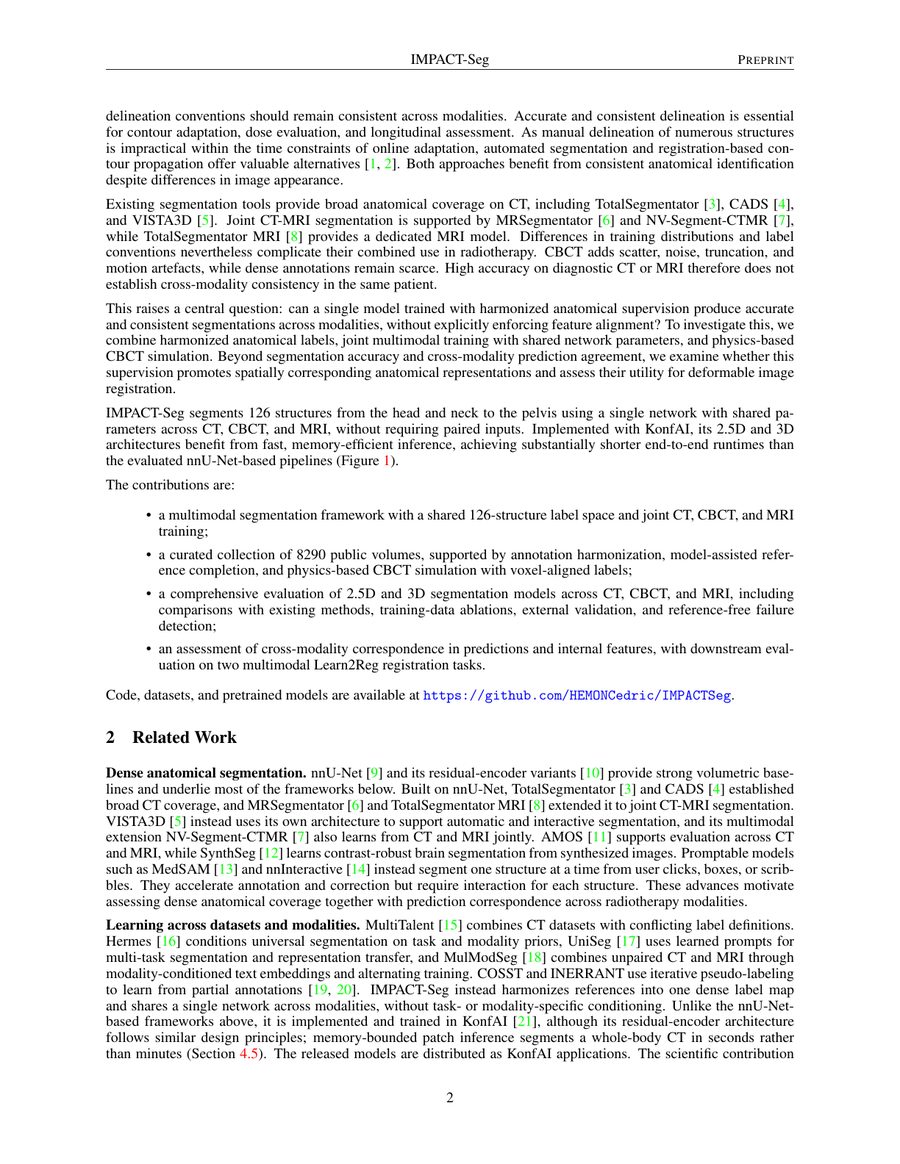 IMPACT-Seg PREPRINT
delineation conventions should remain consistent across modalities. Accurate and consistent delineation is essential
for contour adaptation, dose evaluation, and longitudinal assessment. As manual delineation of numerous structures
is impractical within the time constraints of online adaptation, automated segmentation and registration-based con-
tour propagation offer valuable alternatives [1, 2]. Both approaches benefit from consistent anatomical identification
despite differences in image appearance.
Existing segmentation tools provide broad anatomical coverage on CT, including TotalSegmentator [3], CADS [4],
and VISTA3D [5]. Joint CT-MRI segmentation is supported by MRSegmentator [6] and NV-Segment-CTMR [7],
while TotalSegmentator MRI [8] provides a dedicated MRI model. Differences in training distributions and label
conventions nevertheless complicate their combined use in radiotherapy. CBCT adds scatter, noise, truncation, and
motion artefacts, while dense annotations remain scarce. High accuracy on diagnostic CT or MRI therefore does not
establish cross-modality consistency in the same patient.
This raises a central question: can a single model trained with harmonized anatomical supervision produce accurate
and consistent segmentations across modalities, without explicitly enforcing feature alignment? To investigate this, we
combine harmonized anatomical labels, joint multimodal training with shared network parameters, and physics-based
CBCT simulation. Beyond segmentation accuracy and cross-modality prediction agreement, we examine whether this
supervision promotes spatially corresponding anatomical representations and assess their utility for deformable image
registration.
IMPACT-Seg segments 126 structures from the head and neck to the pelvis using a single network with shared pa-
rameters across CT, CBCT, and MRI, without requiring paired inputs. Implemented with KonfAI, its 2.5D and 3D
architectures benefit from fast, memory-efficient inference, achieving substantially shorter end-to-end runtimes than
the evaluated nnU-Net-based pipelines (Figure 1).
The contributions are:
• a multimodal segmentation framework with a shared 126-structure label space and joint CT, CBCT, and MRI
training;
• a curated collection of 8290 public volumes, supported by annotation harmonization, model-assisted refer-
ence completion, and physics-based CBCT simulation with voxel-aligned labels;
• a comprehensive evaluation of 2.5D and 3D segmentation models across CT, CBCT, and MRI, including
comparisons with existing methods, training-data ablations, external validation, and reference-free failure
detection;
• an assessment of cross-modality correspondence in predictions and internal features, with downstream eval-
uation on two multimodal Learn2Reg registration tasks.
Code, datasets, and pretrained models are available at https://github.com/HEMONCedric/IMPACTSeg.
2 Related Work
Dense anatomical segmentation. nnU-Net [9] and its residual-encoder variants [10] provide strong volumetric base-
lines and underlie most of the frameworks below. Built on nnU-Net, TotalSegmentator [3] and CADS [4] established
broad CT coverage, and MRSegmentator [6] and TotalSegmentator MRI [8] extended it to joint CT-MRI segmentation.
VISTA3D [5] instead uses its own architecture to support automatic and interactive segmentation, and its multimodal
extension NV-Segment-CTMR [7] also learns from CT and MRI jointly. AMOS [11] supports evaluation across CT
and MRI, while SynthSeg [12] learns contrast-robust brain segmentation from synthesized images. Promptable models
such as MedSAM [13] and nnInteractive [14] instead segment one structure at a time from user clicks, boxes, or scrib-
bles. They accelerate annotation and correction but require interaction for each structure. These advances motivate
assessing dense anatomical coverage together with prediction correspondence across radiotherapy modalities.
Learning across datasets and modalities. MultiTalent [15] combines CT datasets with conflicting label definitions.
Hermes [16] conditions universal segmentation on task and modality priors, UniSeg [17] uses learned prompts for
multi-task segmentation and representation transfer, and MulModSeg [18] combines unpaired CT and MRI through
modality-conditioned text embeddings and alternating training. COSST and INERRANT use iterative pseudo-labeling
to learn from partial annotations [19, 20]. IMPACT-Seg instead harmonizes references into one dense label map
and shares a single network across modalities, without task- or modality-specific conditioning. Unlike the nnU-Net-
based frameworks above, it is implemented and trained in KonfAI [21], although its residual-encoder architecture
follows similar design principles; memory-bounded patch inference segments a whole-body CT in seconds rather
than minutes (Section 4.5). The released models are distributed as KonfAI applications. The scientific contribution
2